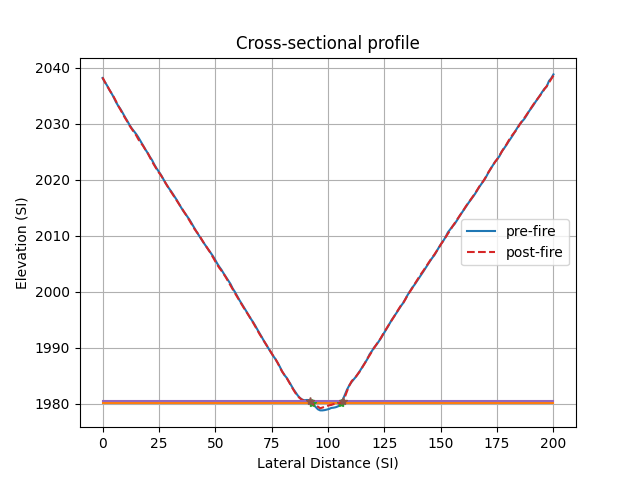 Cross-sectional profile
2040
2030
2020
2010
2000
1990
1980
Elevation (SI)
pre-fire
post-fire
0 25 50 75 100 125 150 175 200
Lateral Distance (SI)